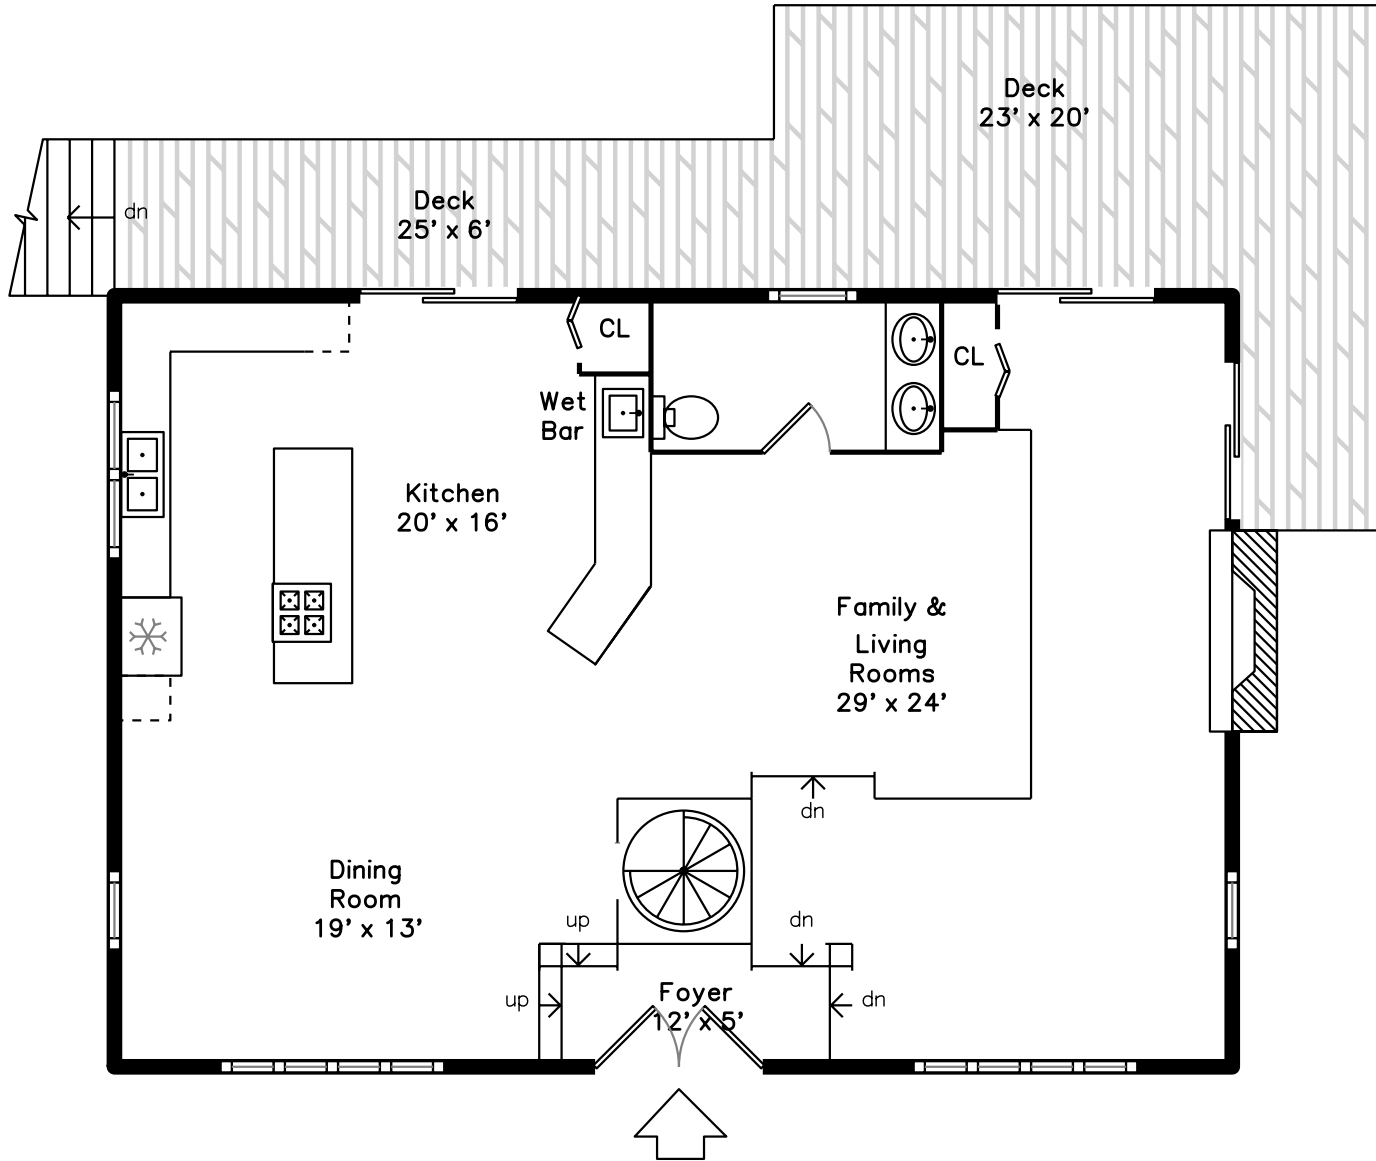 Deck
23' x 20'
Deck
25' x 6'
dn
CL
CL
Wet
Bar
Kitchen
20' x 16'
Family &
Living
Rooms
29' x 24'
dn
Dining
Room
19' x 13'
up
dn
up
Foyer
12' x 5'
dn